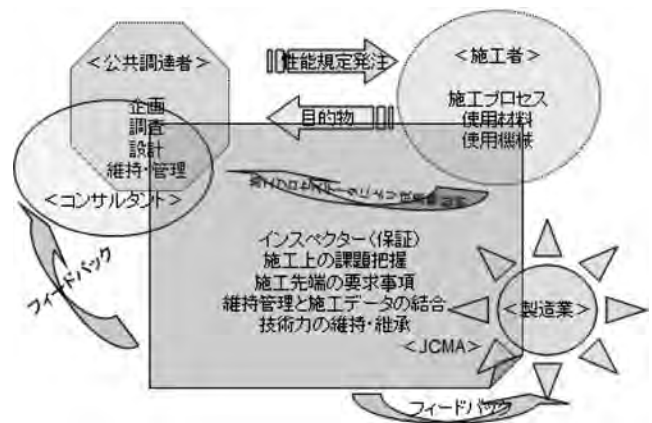 <公共調達者>
企画
調査
設計
維持・管理
<コンサルタント>
性能規定発注
目的物
<施工者>
施工プロセス
使用材料
使用機械
インスペクター(保証)
施工上の課題把握
施工先端の要求事項
維持管理と施工データの結合
技術力の維持・継承
<JCMA>
<製造業>
フィードバック
フィードバック